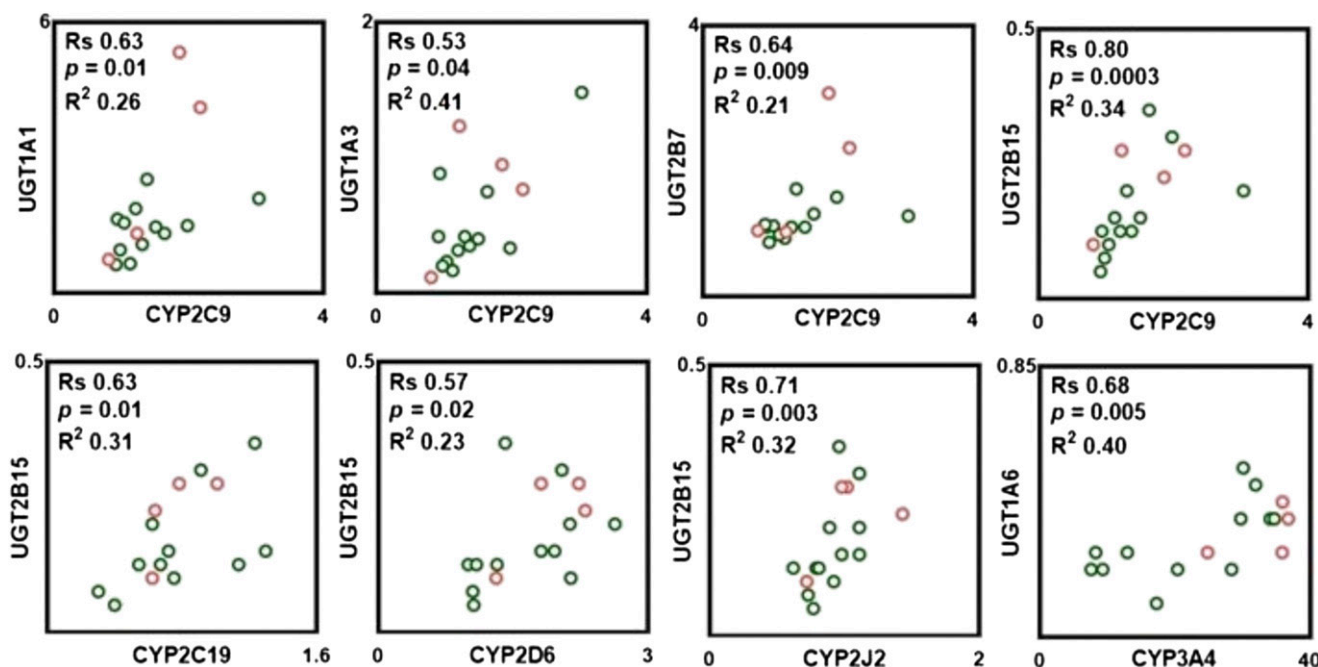 6
Rs 0.63
p = 0.01
R² 0.26
UGT1A1
0
CYP2C9
4
2
Rs 0.53
p = 0.04
R² 0.41
UGT1A3
0
CYP2C9
4
4
Rs 0.64
p = 0.009
R² 0.21
UGT2B7
0
CYP2C9
4
0.5
Rs 0.80
p = 0.0003
R² 0.34
UGT2B15
0
CYP2C9
4
0.5
Rs 0.63
p = 0.01
R² 0.31
UGT2B15
CYP2C19
1.6
0.5
Rs 0.57
p = 0.02
R² 0.23
UGT2B15
0
CYP2D6
3
0.5
Rs 0.71
p = 0.003
R² 0.32
UGT2B15
0
CYP2J2
2
0.85
Rs 0.68
p = 0.005
R² 0.40
UGT1A6
0
CYP3A4
40